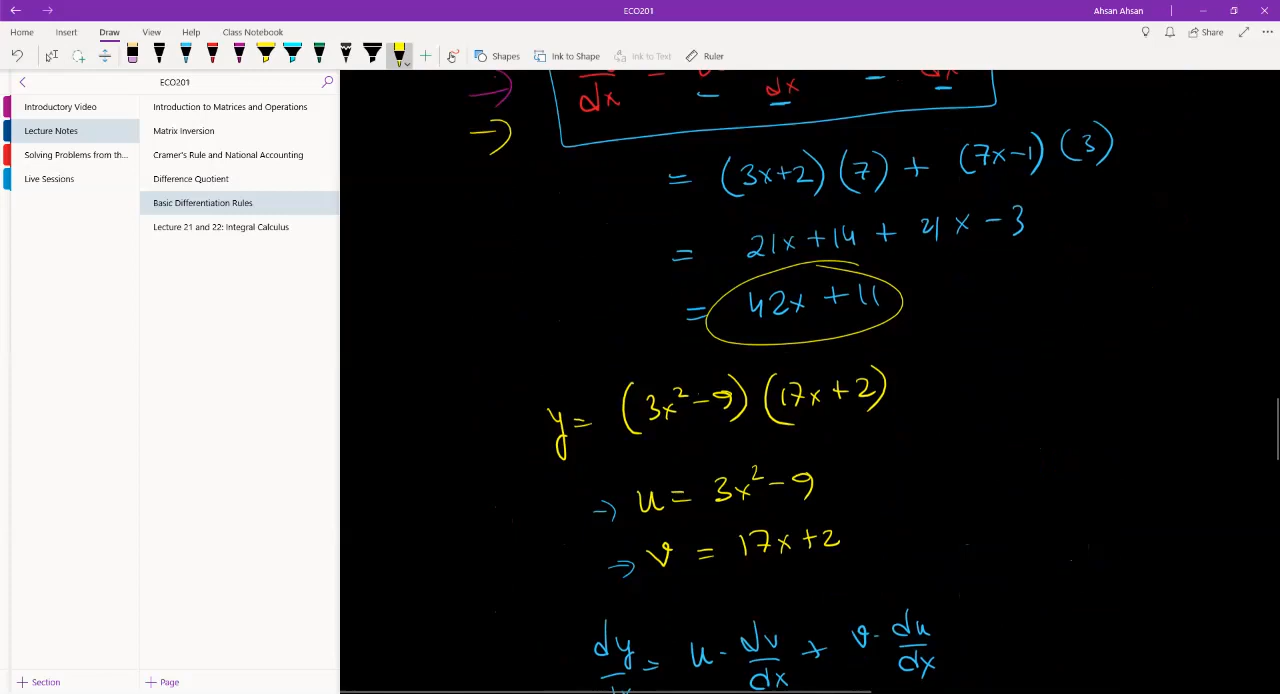 ECO201
Ahsan Ahsan
Home Insert Draw View Help Class Notebook
Share
Shapes Ink to Shape Ink to Text Ruler
ECO201
Introductory Video
Lecture Notes
Solving Problems from th...
Live Sessions
Introduction to Matrices and Operations
Matrix Inversion
Cramer's Rule and National Accounting
Difference Quotient
Basic Differentiation Rules
Lecture 21 and 22: Integral Calculus
dx = dx dx
= (3x+2)(7) + (7x-1)(3)
= 21x+14 + 21x-3
= 42x+11
y = (3x²-9)(17x+2)
→ u = 3x²-9
→ v = 17x+2
dy/dx = u · dv/dx + v · du/dx
+ Section + Page